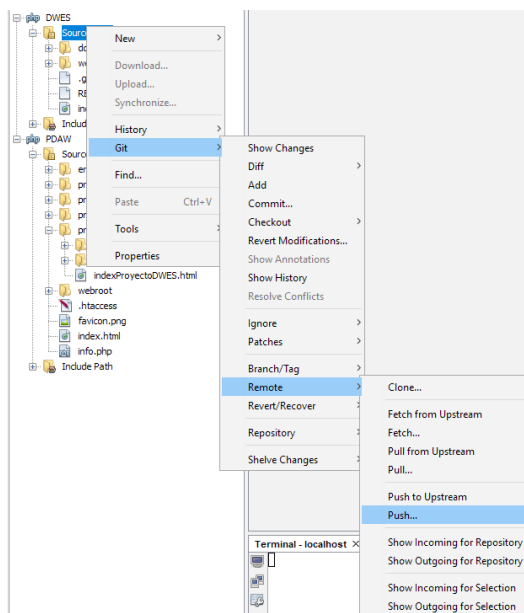 DWES
Sourc
New
do
Download...
we
Upload...
.g
Synchronize...
RE
in
Includ
History
PDAW
Git
Sourc
Show Changes
en
Find...
Diff
pr
Add
pr
Paste Ctrl+V
Commit...
pr
Checkout
pr
Tools
Revert Modifications...
Show Annotations
Properties
Show History
indexProyectoDWES.html
Resolve Conflicts
webroot
.htaccess
Ignore
favicon.png
Patches
index.html
info.php
Include Path
Branch/Tag
Remote
Clone...
Revert/Recover
Fetch from Upstream
Repository
Fetch...
Pull from Upstream
Shelve Changes
Pull...
Push to Upstream
Push...
Terminal - localhost ×
Show Incoming for Repository
Show Outgoing for Repository
Show Incoming for Selection
Show Outgoing for Selection